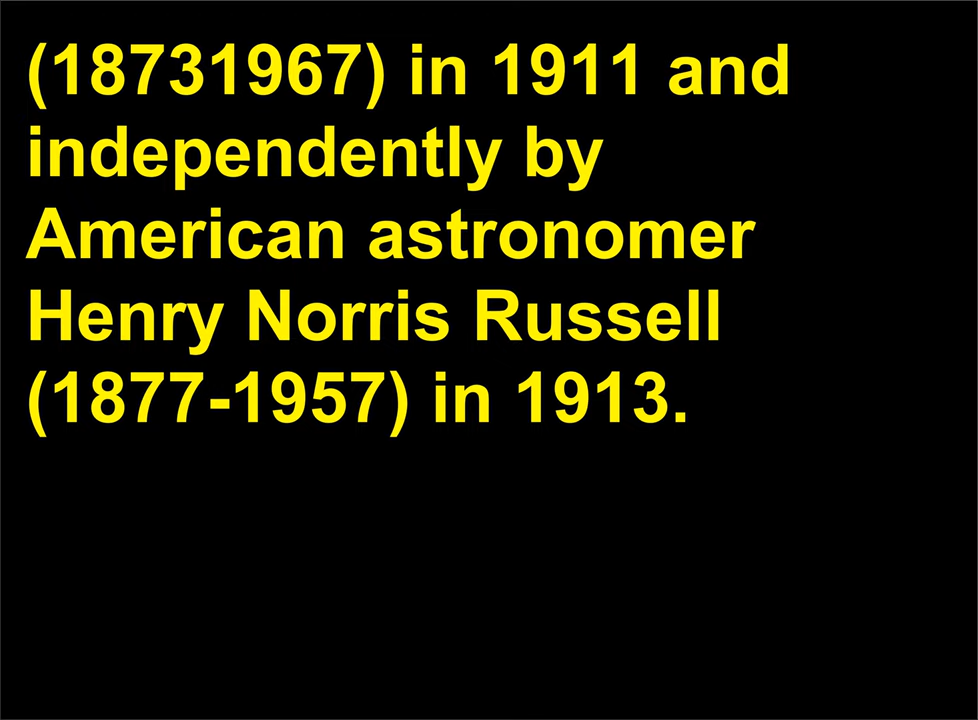 (18731967) in 1911 and
independently by
American astronomer
Henry Norris Russell
(1877-1957) in 1913.